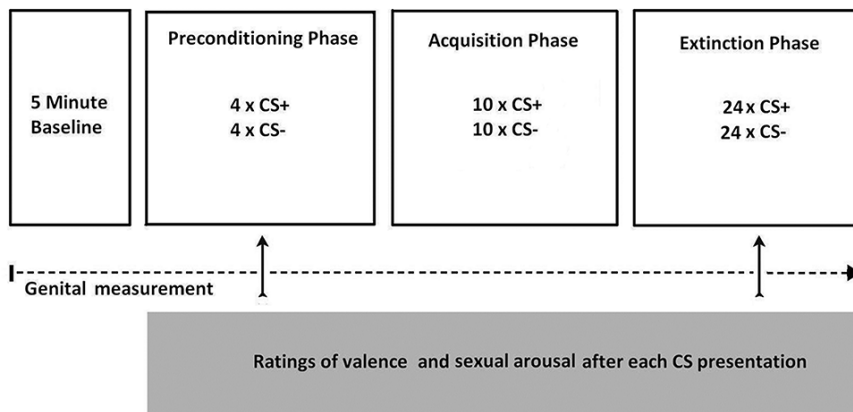 5 Minute
Baseline
Preconditioning Phase
4 x CS+
4 x CS-
Acquisition Phase
10 x CS+
10 x CS-
Extinction Phase
24 x CS+
24 x CS-
Genital measurement
Ratings of valence and sexual arousal after each CS presentation